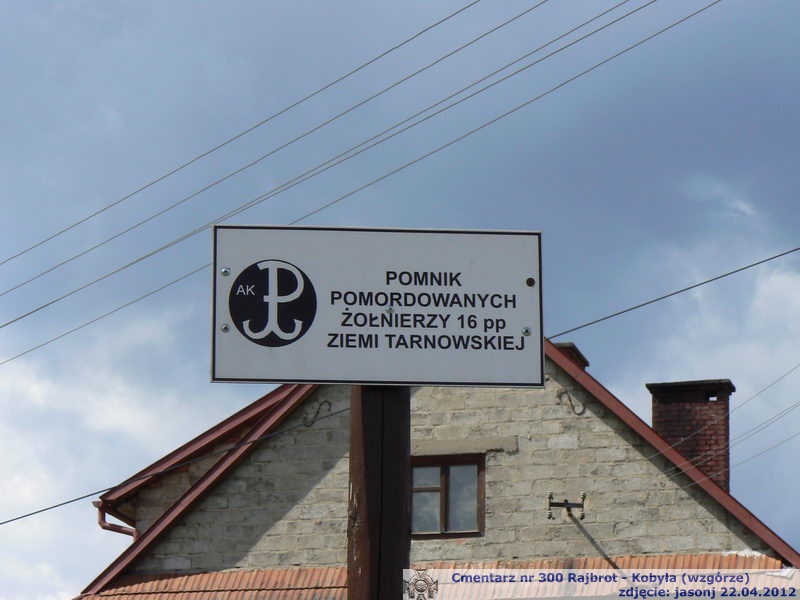 AK
POMNIK
POMORDOWANYCH
ŻOŁNIERZY 16 pp
ZIEMI TARNOWSKIEJ
Cmentarz nr 300 Rajbrot - Kobyła (wzgórze)
zdjęcie: jasonj 22.04.2012